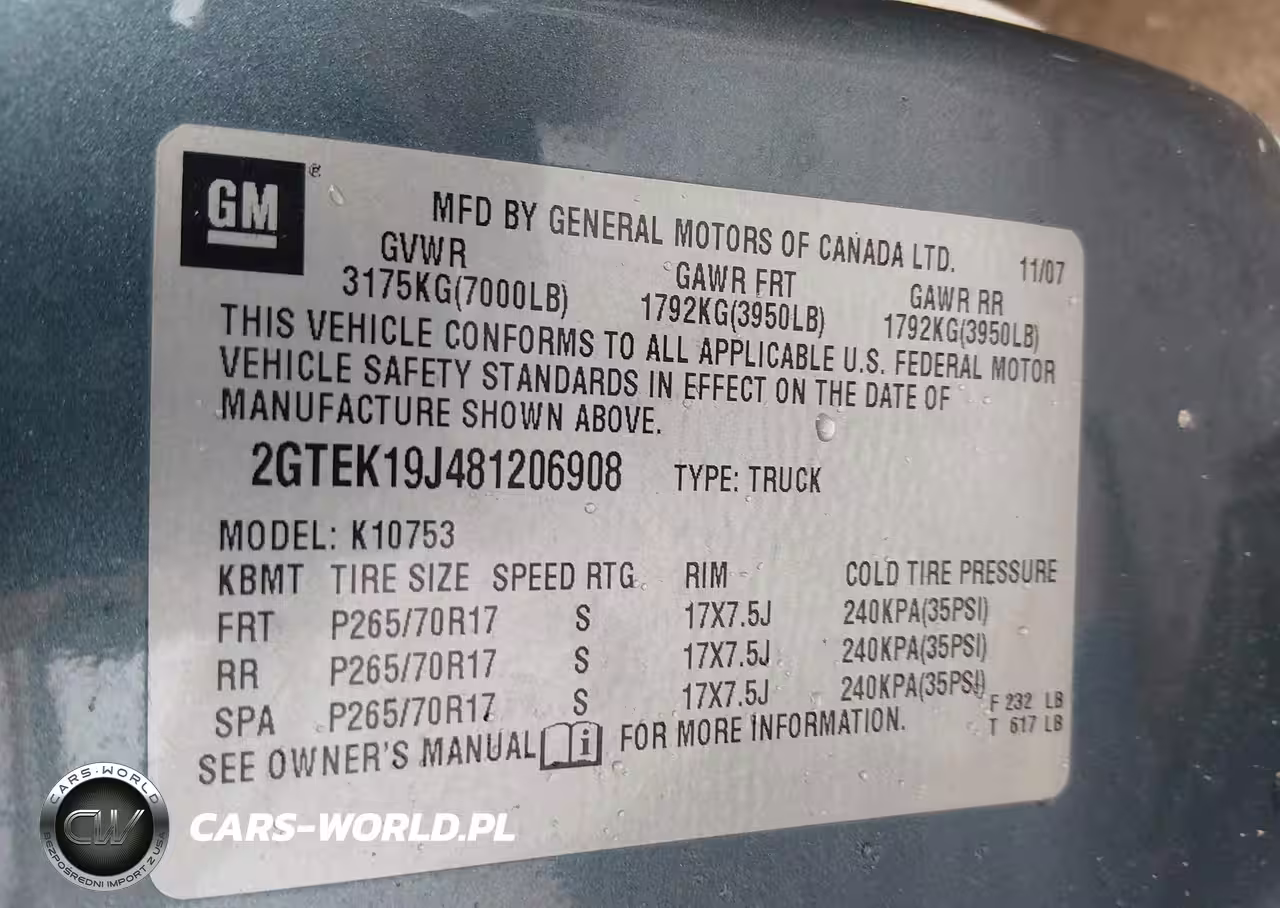 GM ®
MFD BY GENERAL MOTORS OF CANADA LTD.
11/07
GVWR GAWR FRT GAWR RR
3175KG(7000LB) 1792KG(3950LB) 1792KG(3950LB)
THIS VEHICLE CONFORMS TO ALL APPLICABLE U.S. FEDERAL MOTOR
VEHICLE SAFETY STANDARDS IN EFFECT ON THE DATE OF
MANUFACTURE SHOWN ABOVE.
2GTEK19J481206908 TYPE: TRUCK
MODEL: K10753
KBMT TIRE SIZE SPEED RTG RIM COLD TIRE PRESSURE
FRT P265/70R17 S 17X7.5J 240KPA(35PSI)
RR P265/70R17 S 17X7.5J 240KPA(35PSI)
SPA P265/70R17 S 17X7.5J 240KPA(35PSI)
F 232 LB
T 617 LB
SEE OWNER'S MANUAL i FOR MORE INFORMATION.
CARS-WORLD
CW
BEZPOŚREDNI IMPORT Z USA
CARS-WORLD.PL